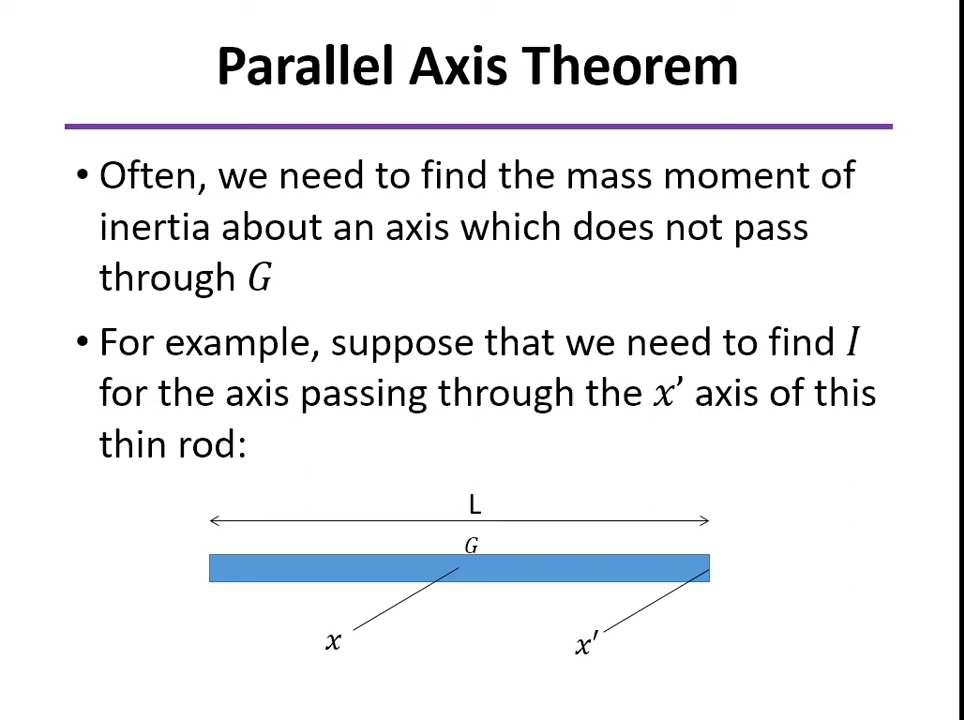 Parallel Axis Theorem
• Often, we need to find the mass moment of
inertia about an axis which does not pass
through G
• For example, suppose that we need to find I
for the axis passing through the x’ axis of this
thin rod:
L
G
x
x′